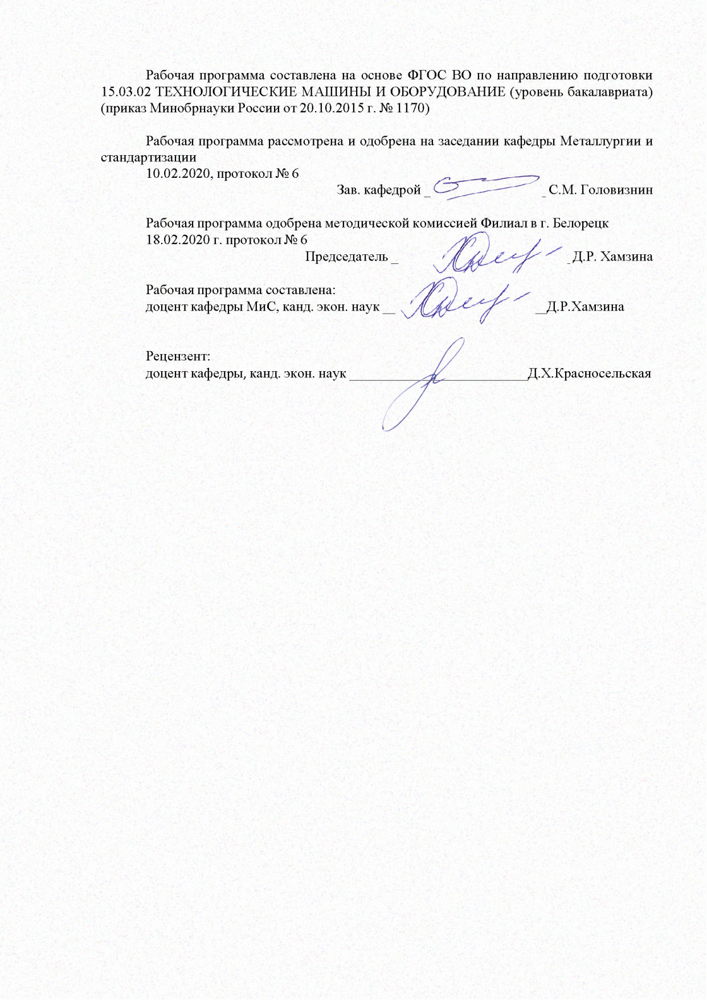 Рабочая программа составлена на основе ФГОС ВО по направлению подготовки
15.03.02 ТЕХНОЛОГИЧЕСКИЕ МАШИНЫ И ОБОРУДОВАНИЕ (уровень бакалавриата)
(приказ Минобрнауки России от 20.10.2015 г. № 1170)
Рабочая программа рассмотрена и одобрена на заседании кафедры Металлургии и
стандартизации
10.02.2020, протокол № 6
Зав. кафедрой _ _ С.М. Головизнин
Рабочая программа одобрена методической комиссией Филиал в г. Белорецк
18.02.2020 г. протокол № 6
Председатель _ _ Д.Р. Хамзина
Рабочая программа составлена:
доцент кафедры МиС, канд. экон. наук __ __Д.Р.Хамзина
Рецензент:
доцент кафедры, канд. экон. наук ____________________________Д.Х.Красносельская